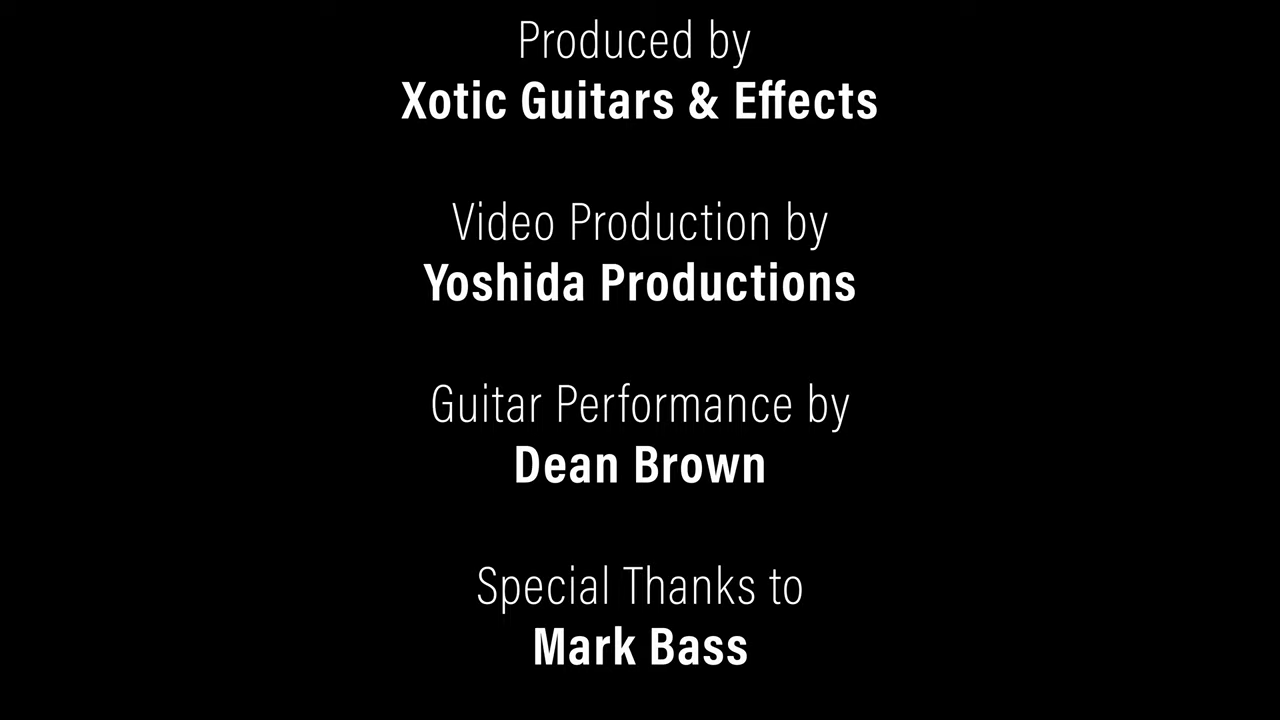 Produced by
Xotic Guitars & Effects
Video Production by
Yoshida Productions
Guitar Performance by
Dean Brown
Special Thanks to
Mark Bass